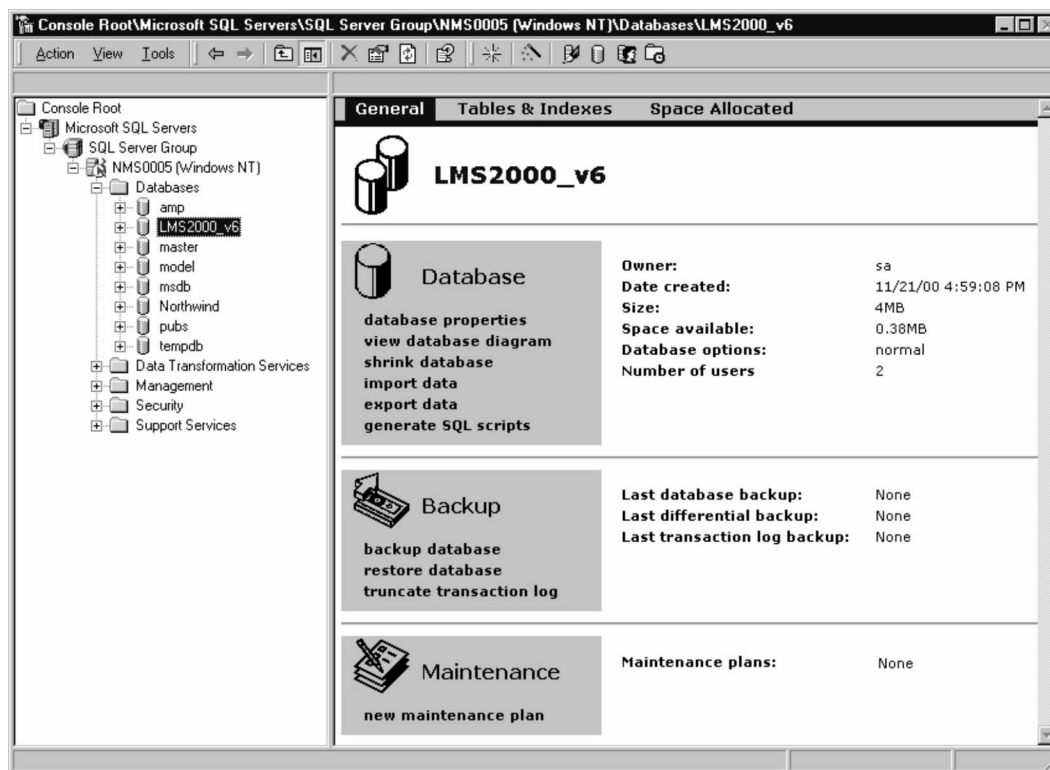 Console Root\Microsoft SQL Servers\SQL Server Group\NMS0005 (Windows NT)\Databases\LMS2000_v6
Action View Tools
Console Root
Microsoft SQL Servers
SQL Server Group
NMS0005 (Windows NT)
Databases
amp
LMS2000_v6
master
model
msdb
Northwind
pubs
tempdb
Data Transformation Services
Management
Security
Support Services
General Tables & Indexes Space Allocated
LMS2000_v6
Database
database properties
view database diagram
shrink database
import data
export data
generate SQL scripts
Owner: sa
Date created: 11/21/00 4:59:08 PM
Size: 4MB
Space available: 0.38MB
Database options: normal
Number of users 2
Backup
backup database
restore database
truncate transaction log
Last database backup: None
Last differential backup: None
Last transaction log backup: None
Maintenance
new maintenance plan
Maintenance plans: None